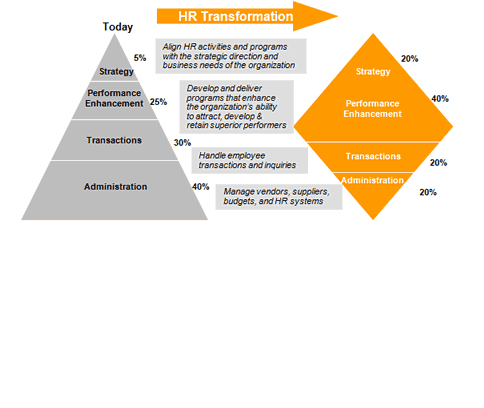 HR Transformation
Today
5%
Strategy
Align HR activities and programs
with the strategic direction and
business needs of the organization
20%
Strategy
Performance
Enhancement
25%
Develop and deliver
programs that enhance
the organization's ability
to attract, develop &
retain superior performers
40%
Performance
Enhancement
Transactions
30%
Handle employee
transactions and inquiries
Transactions
20%
Administration
40%
Manage vendors, suppliers,
budgets, and HR systems
Administration
20%